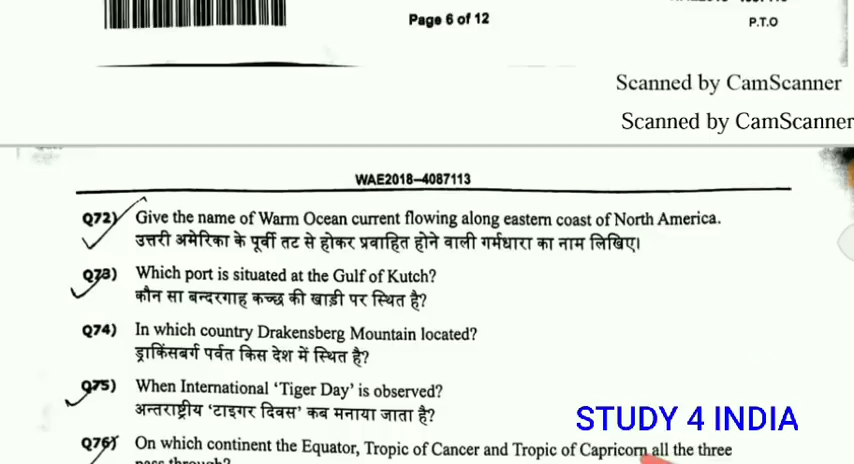 Page 6 of 12
P.T.O
Scanned by CamScanner
Scanned by CamScanner
WAE2018-4087113
Q72) Give the name of Warm Ocean current flowing along eastern coast of North America.
उत्तरी अमेरिका के पूर्वी तट से होकर प्रवाहित होने वाली गर्मधारा का नाम लिखिए।
Q73) Which port is situated at the Gulf of Kutch?
कौन सा बन्दरगाह कच्छ की खाड़ी पर स्थित है?
Q74) In which country Drakensberg Mountain located?
ड्राकिंसबर्ग पर्वत किस देश में स्थित है?
Q75) When International 'Tiger Day' is observed?
अन्तराष्ट्रीय 'टाइगर दिवस' कब मनाया जाता है?
STUDY 4 INDIA
Q76) On which continent the Equator, Tropic of Cancer and Tropic of Capricorn all the three
pass through?